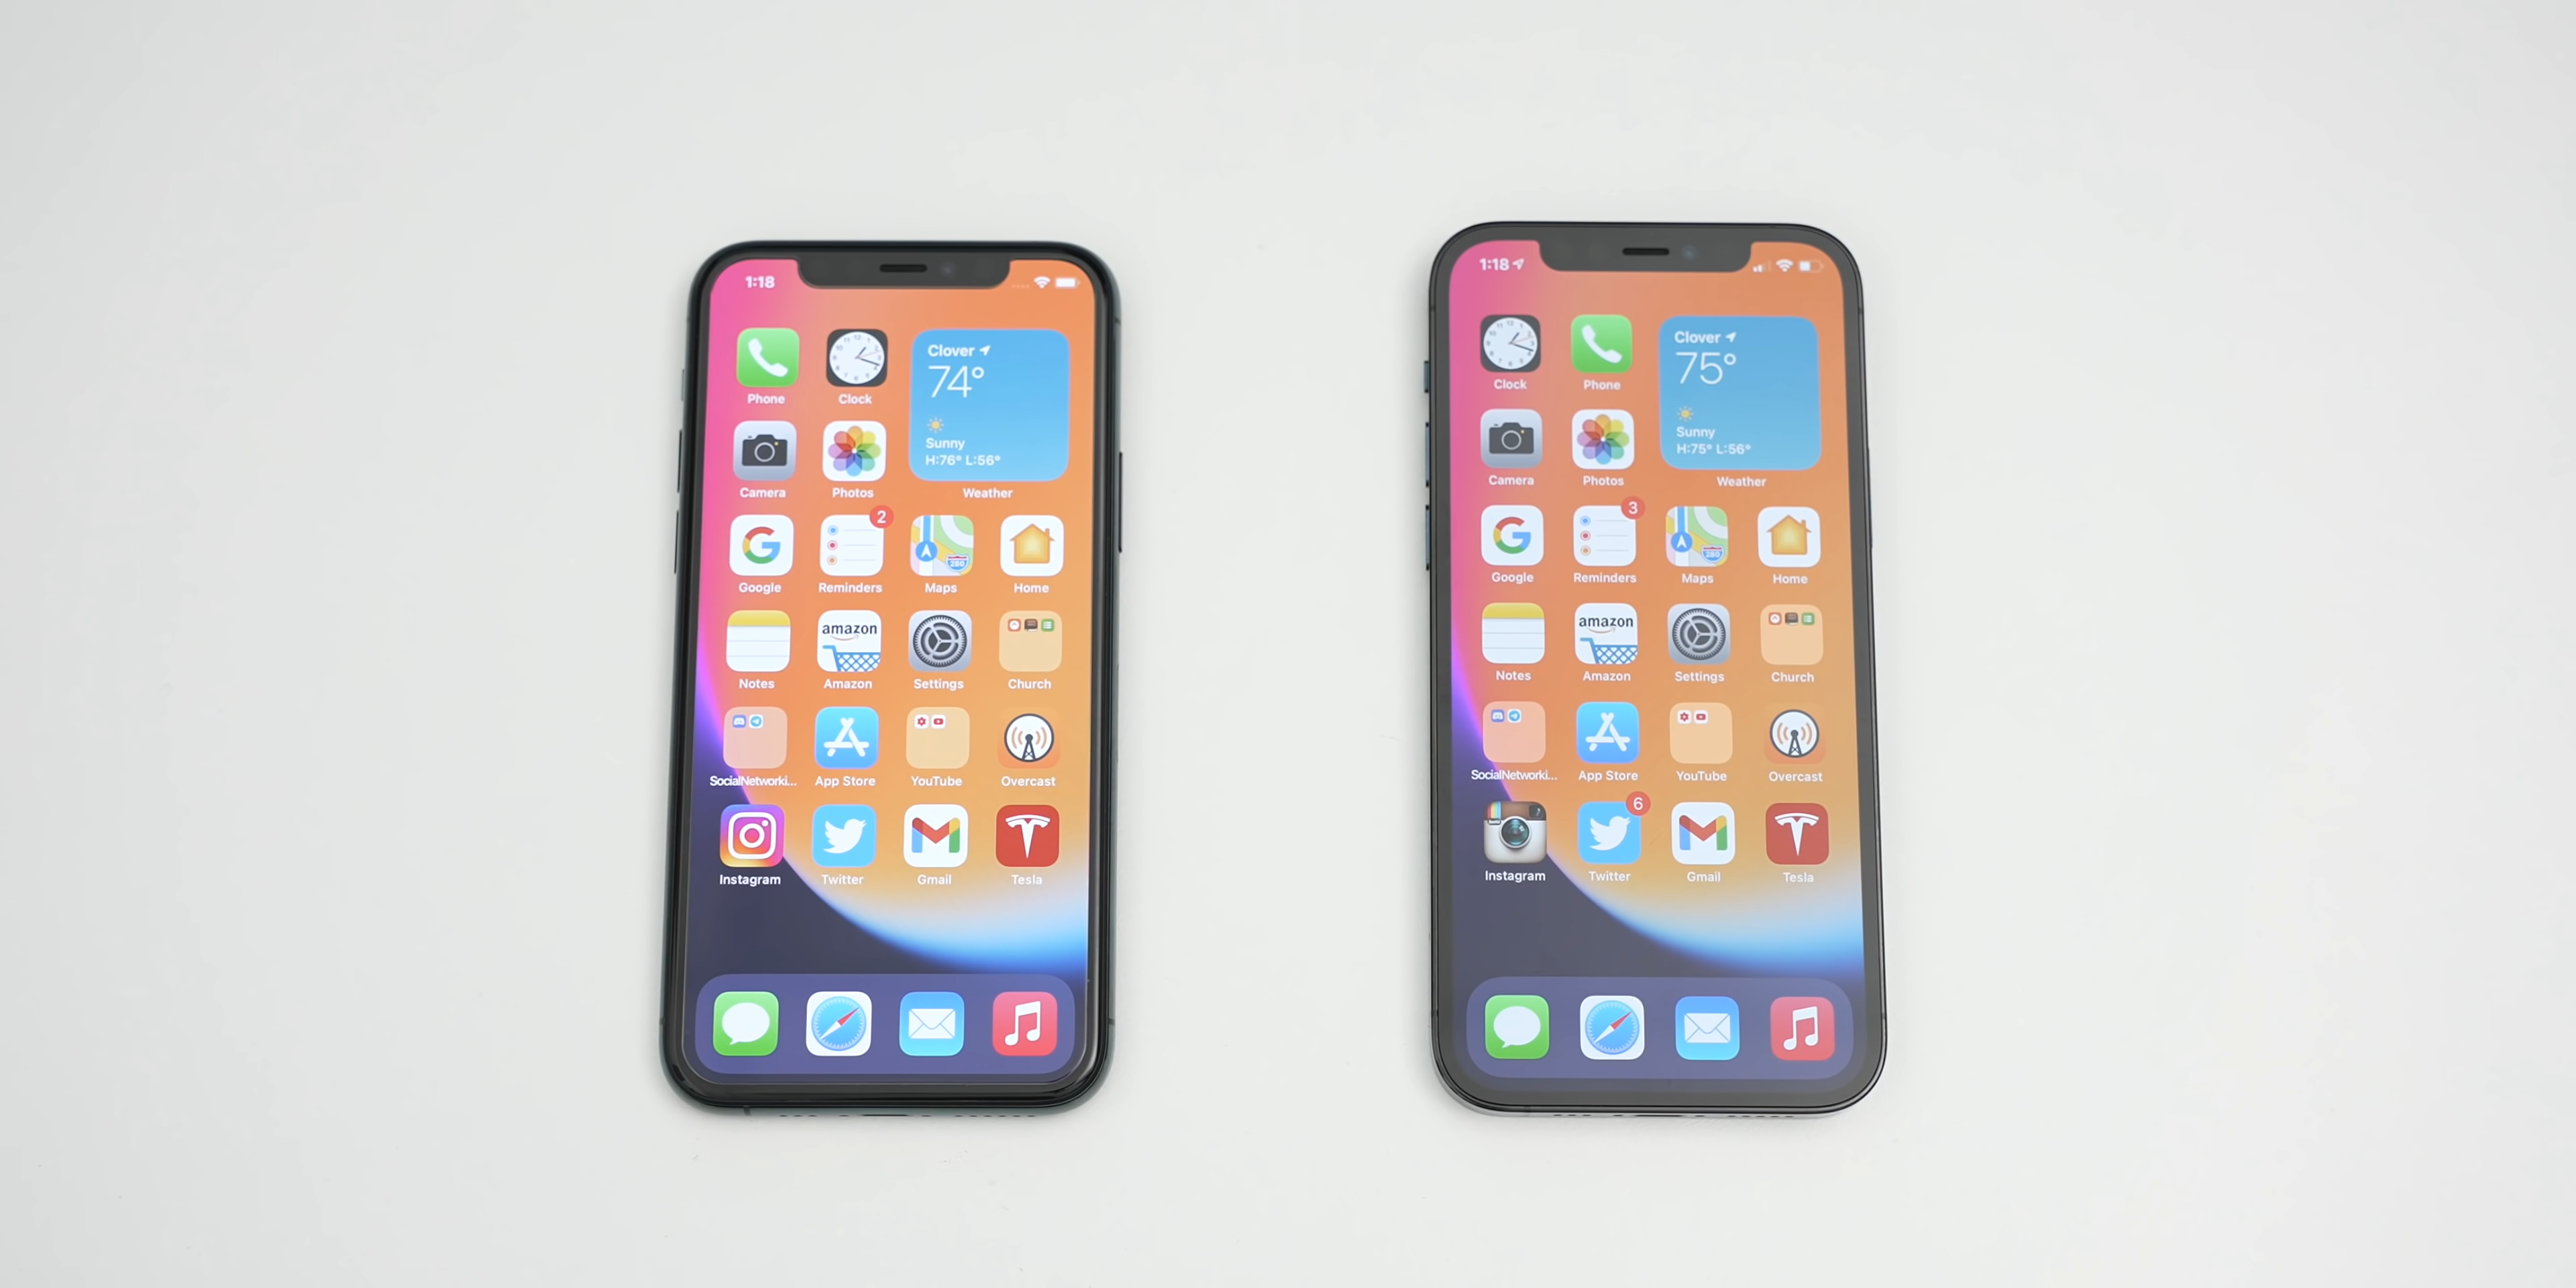 1:18
Clover
74°
Sunny
H:76° L:56°
Phone
Clock
Camera
Photos
Weather
2
Google
Reminders
Maps
280
Home
amazon
Notes
Amazon
Settings
Church
SocialNetworki...
App Store
YouTube
Overcast
Instagram
Twitter
Gmail
Tesla
1:18
Clover
75°
Sunny
H:75° L:56°
Clock
Phone
Camera
Photos
Weather
3
Google
Reminders
Maps
280
Home
amazon
Notes
Amazon
Settings
Church
SocialNetworki...
App Store
YouTube
Overcast
6
Instagram
Twitter
Gmail
Tesla